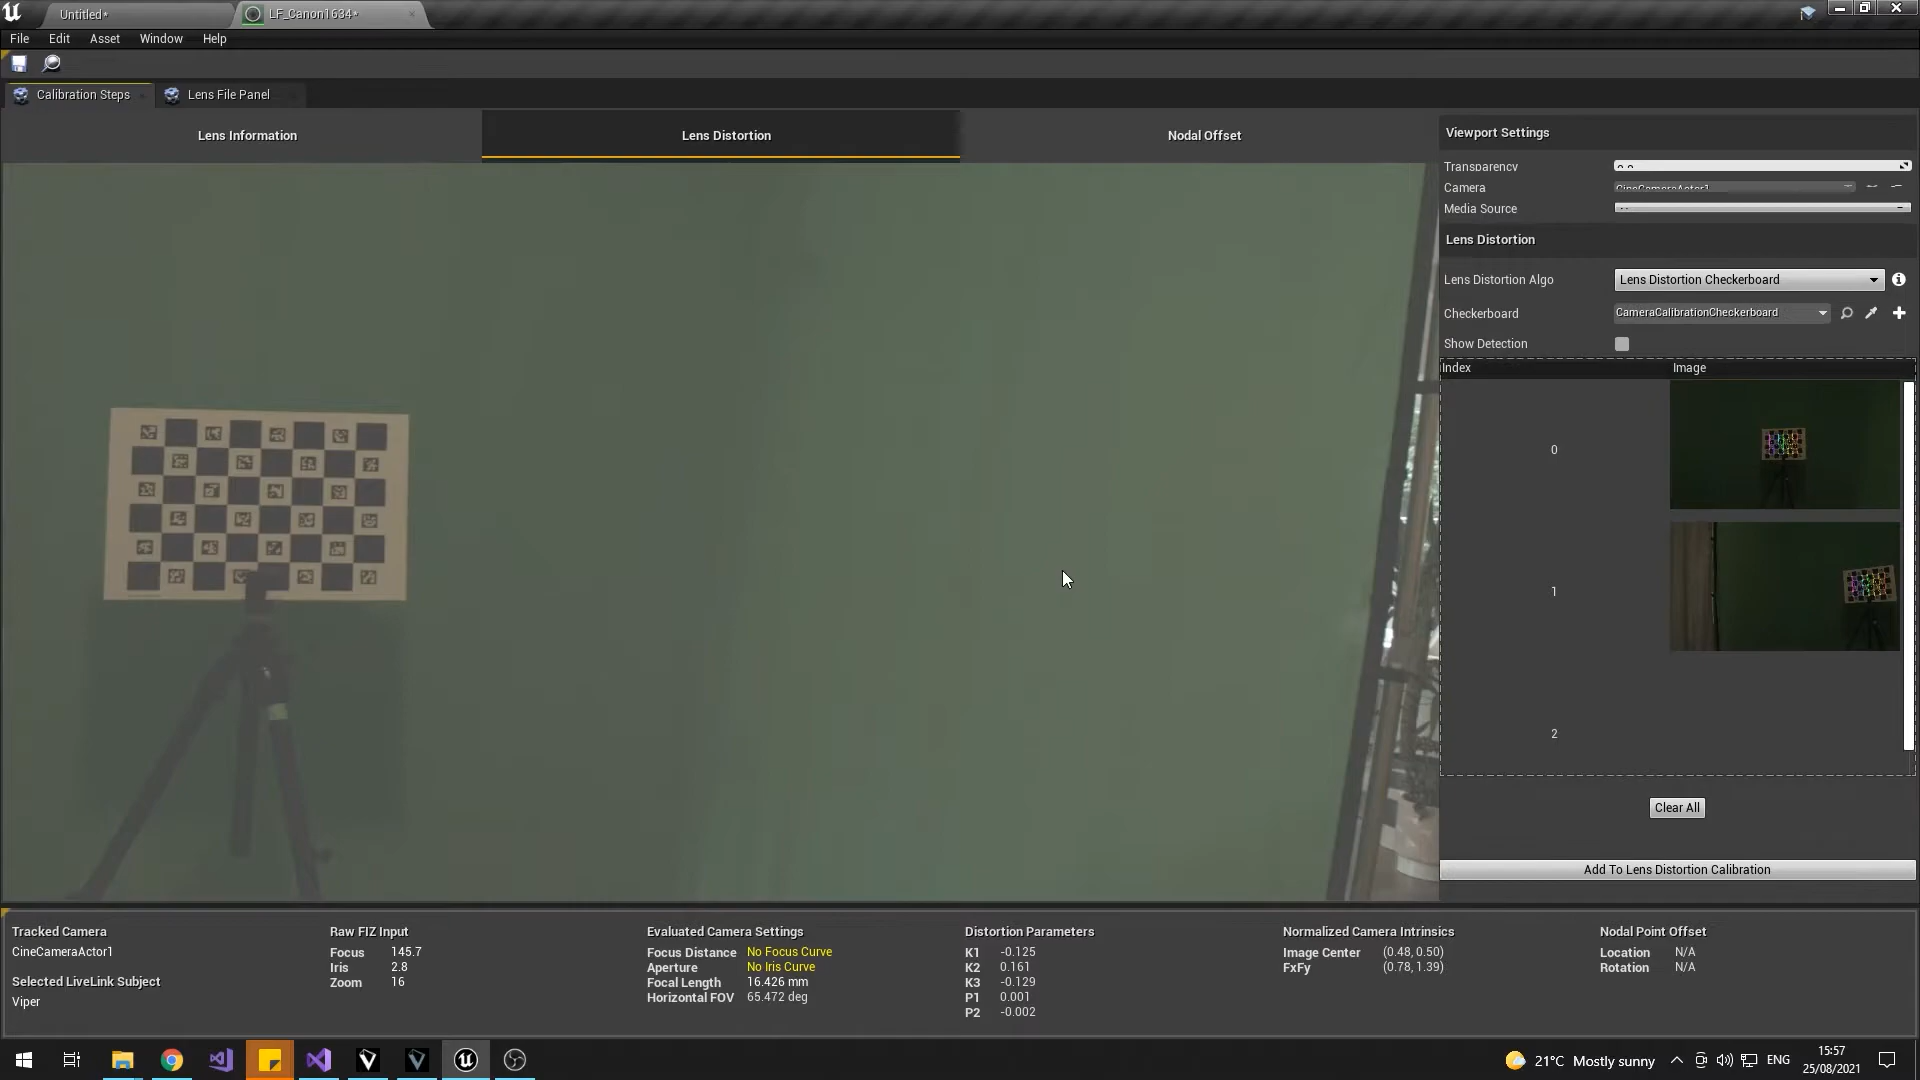 Untitled*
LF_Canon1634*
File Edit Asset Window Help
Calibration Steps
Lens File Panel
Lens Information
Lens Distortion
Nodal Offset
Viewport Settings
Transparency
Camera
CineCameraActor1
Media Source
Lens Distortion
Lens Distortion Algo
Lens Distortion Checkerboard
Checkerboard
CameraCalibrationCheckerboard
Show Detection
Index
Image
0
1
2
Clear All
Add To Lens Distortion Calibration
Tracked Camera
CineCameraActor1
Selected LiveLink Subject
Viper
Raw FIZ Input
Focus 145.7
Iris 2.8
Zoom 16
Evaluated Camera Settings
Focus Distance No Focus Curve
Aperture No Iris Curve
Focal Length 16.426 mm
Horizontal FOV 65.472 deg
Distortion Parameters
K1 -0.125
K2 0.161
K3 -0.129
P1 0.001
P2 -0.002
Normalized Camera Intrinsics
Image Center (0.48, 0.50)
FxFy (0.78, 1.39)
Nodal Point Offset
Location N/A
Rotation N/A
21°C Mostly sunny
ENG
15:57
25/08/2021